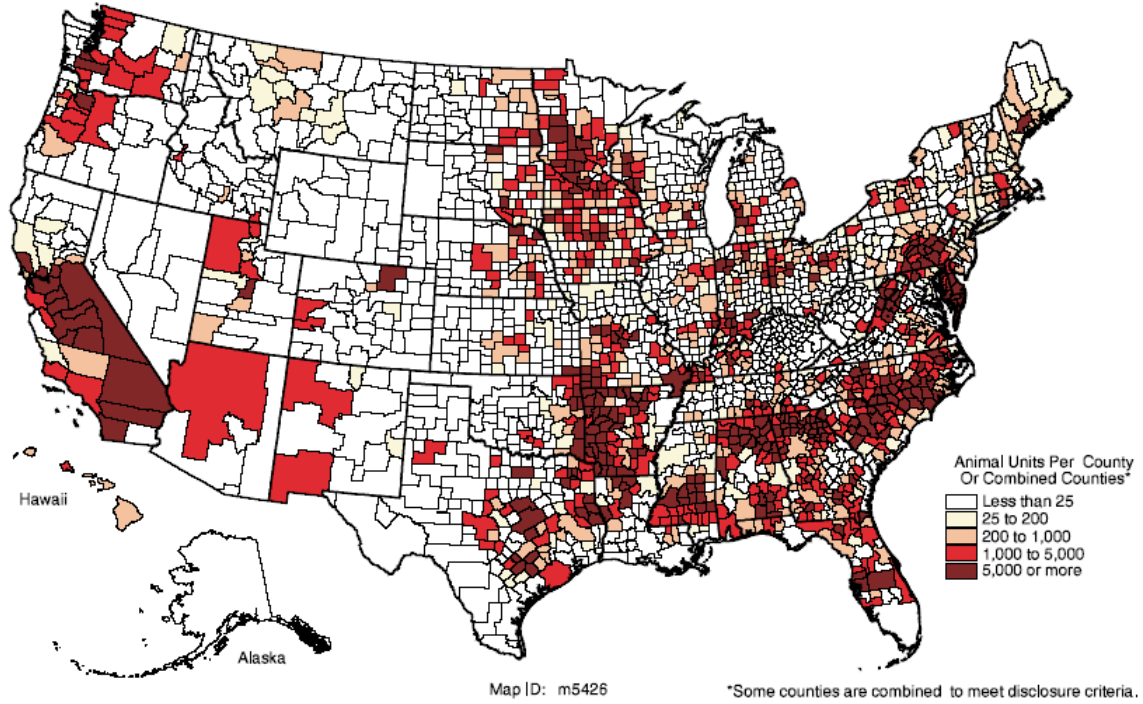 Hawaii
Alaska
Animal Units Per County
Or Combined Counties*
Less than 25
25 to 200
200 to 1,000
1,000 to 5,000
5,000 or more
Map ID: m5426
*Some counties are combined to meet disclosure criteria.